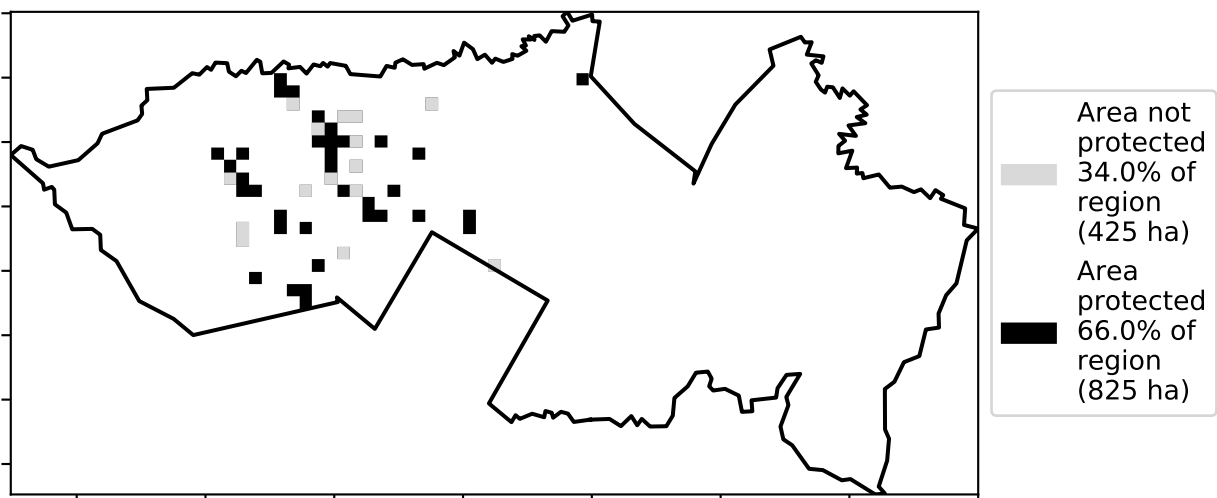 Area not
protected
34.0% of
region
(425 ha)
Area
protected
66.0% of
region
(825 ha)